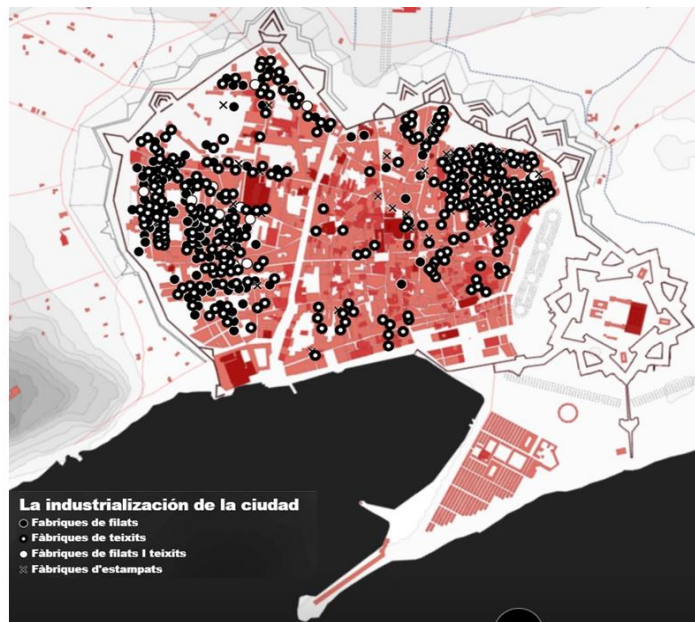 La industrialización de la ciudad
Fabriques de filats
Fàbriques de teixits
Fàbriques de filats I teixits
Fàbriques d'estampats